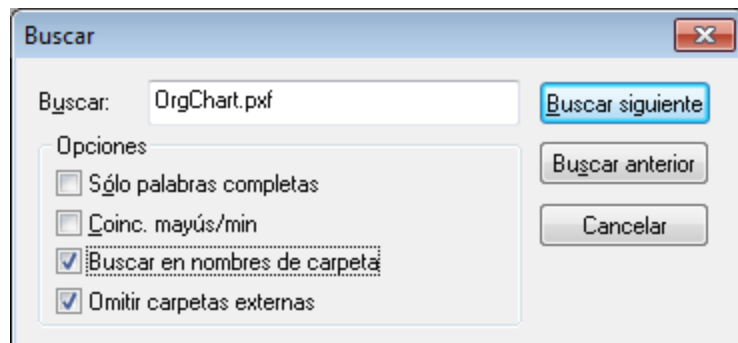 Buscar
Buscar: OrgChart.pxf
Buscar siguiente
Opciones
Buscar anterior
Sólo palabras completas
Coinc. mayús/min
Cancelar
Buscar en nombres de carpeta
Omitir carpetas externas